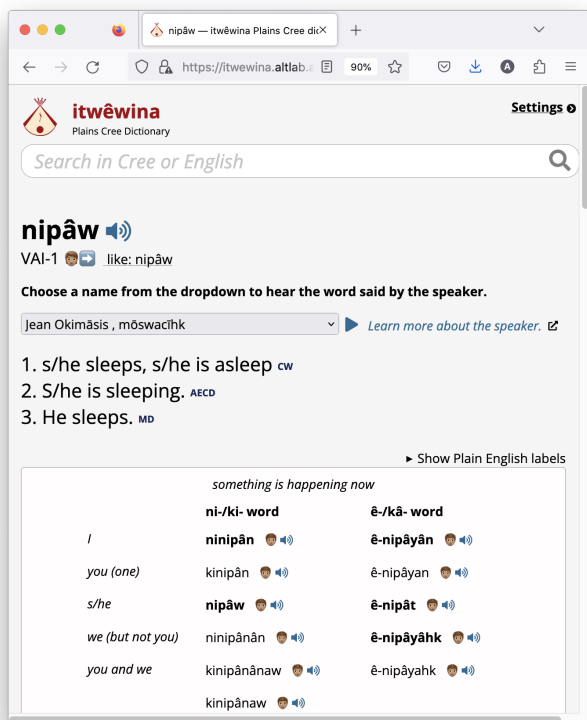 nipâw — itwêwina Plains Cree dic
https://itwewina.altlab.a 90%
itwêwina
Plains Cree Dictionary
Settings
Search in Cree or English
nipâw
VAI-1 like: nipâw
Choose a name from the dropdown to hear the word said by the speaker.
Jean Okimāsis , mōswacīhk Learn more about the speaker.
1. s/he sleeps, s/he is asleep CW
2. S/he is sleeping. AECD
3. He sleeps. MD
▸ Show Plain English labels
something is happening now
ni-/ki- word ê-/kâ- word
I ninipân ê-nipâyân
you (one) kinipân ê-nipâyan
s/he nipâw ê-nipât
we (but not you) ninipânân ê-nipâyâhk
you and we kinipânânaw ê-nipâyahk
kinipânaw